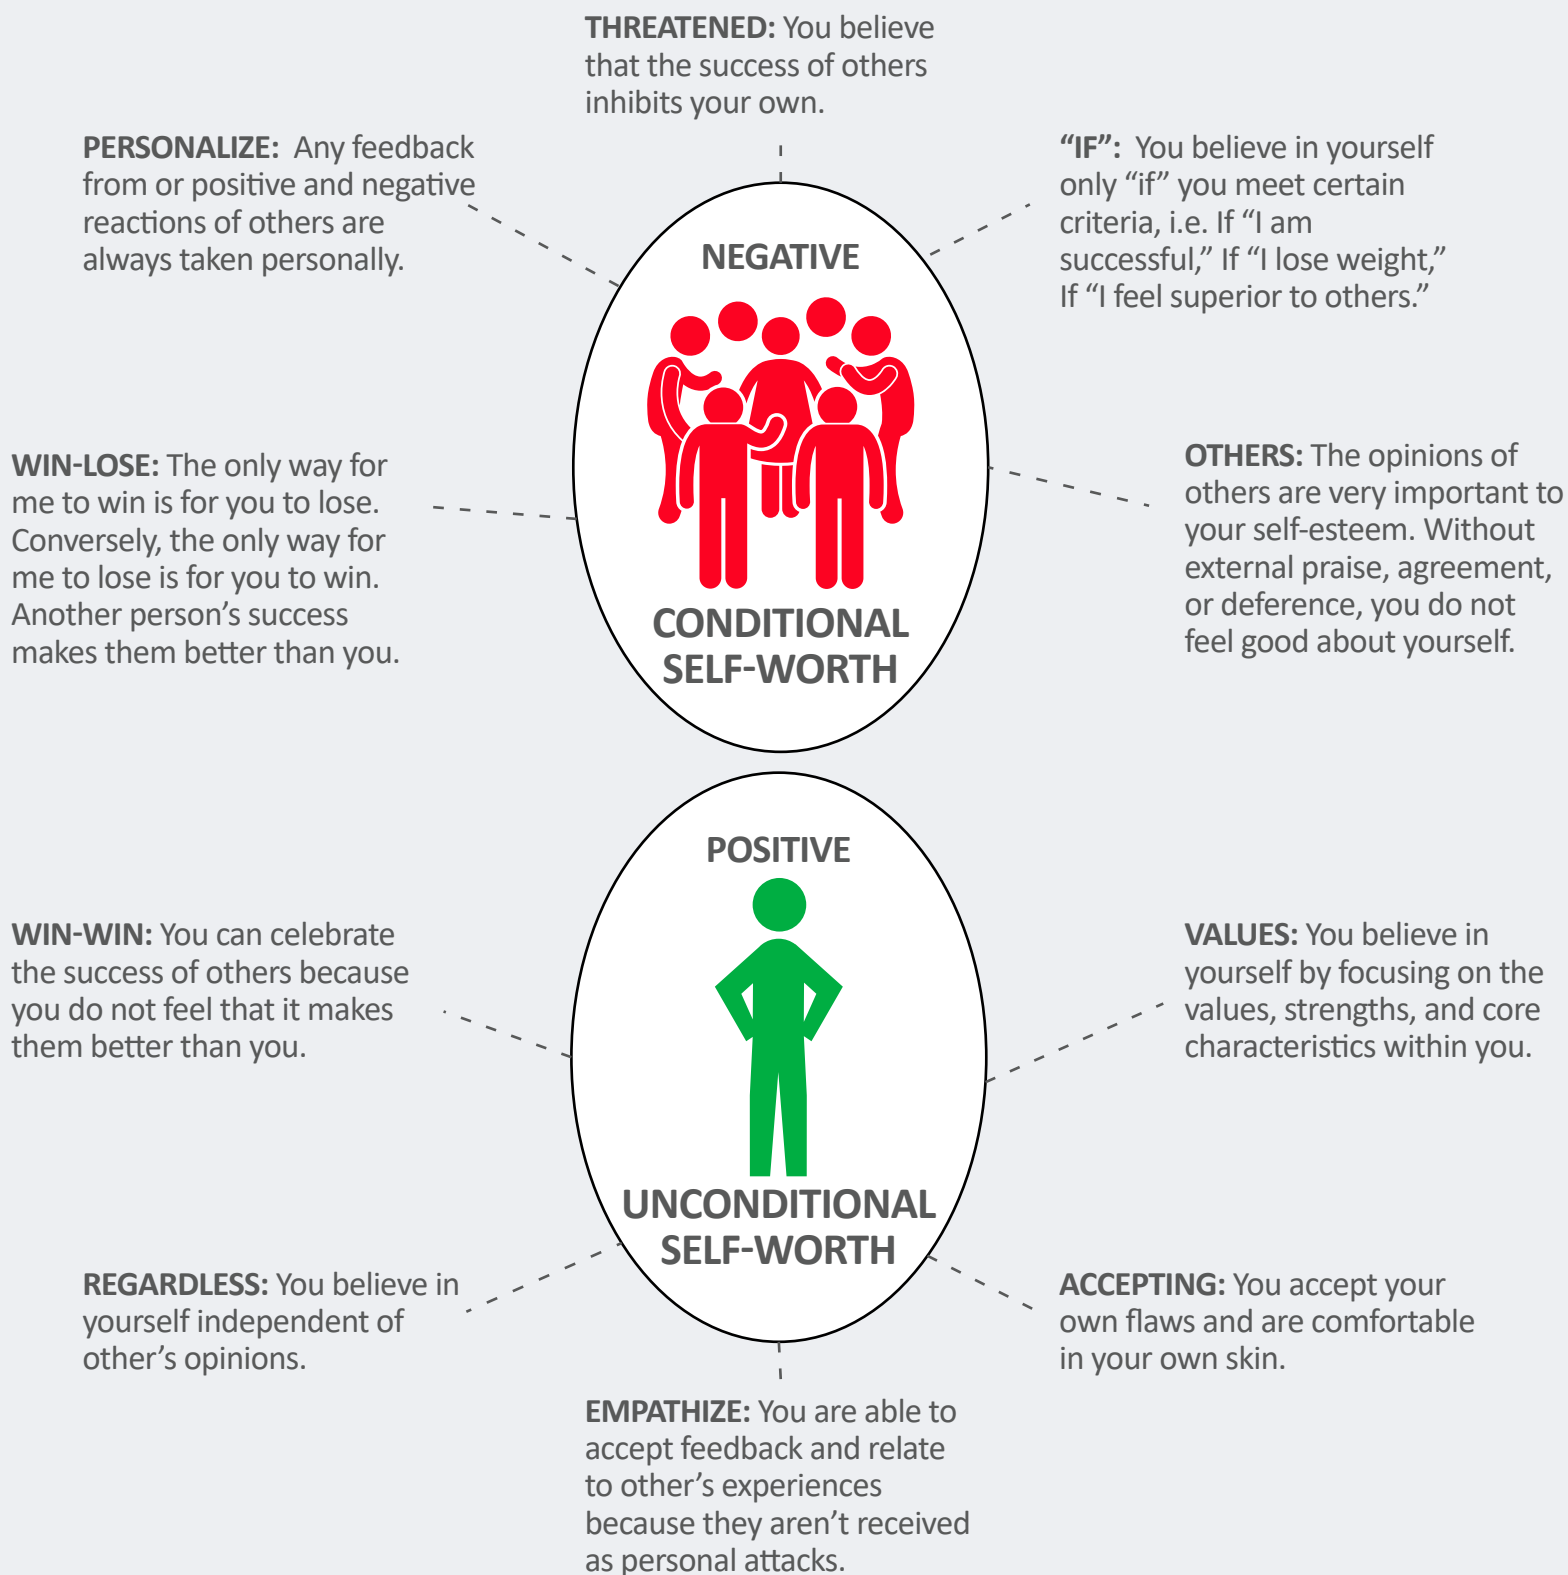 THREATENED: You believe
that the success of others
inhibits your own.
PERSONALIZE: Any feedback
from or positive and negative
reactions of others are
always taken personally.
“IF”: You believe in yourself
only “if” you meet certain
criteria, i.e. If “I am
successful,” If “I lose weight,”
If “I feel superior to others.”
NEGATIVE
WIN-LOSE: The only way for
me to win is for you to lose.
Conversely, the only way for
me to lose is for you to win.
Another person’s success
makes them better than you.
OTHERS: The opinions of
others are very important to
your self-esteem. Without
external praise, agreement,
or deference, you do not
feel good about yourself.
CONDITIONAL
SELF-WORTH
POSITIVE
WIN-WIN: You can celebrate
the success of others because
you do not feel that it makes
them better than you.
VALUES: You believe in
yourself by focusing on the
values, strengths, and core
characteristics within you.
UNCONDITIONAL
SELF-WORTH
REGARDLESS: You believe in
yourself independent of
other’s opinions.
ACCEPTING: You accept your
own flaws and are comfortable
in your own skin.
EMPATHIZE: You are able to
accept feedback and relate
to other’s experiences
because they aren’t received
as personal attacks.